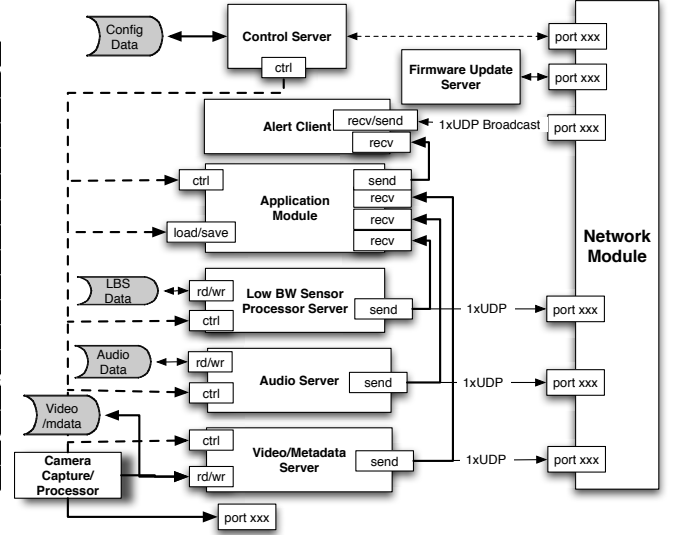 Config
Data
Control Server
ctrl
port xxx
Firmware Update
Server
port xxx
recv/send
Alert Client
recv
1xUDP Broadcast
port xxx
ctrl
send
recv
Application
Module
recv
load/save
recv
Network
Module
LBS
Data
rd/wr
Low BW Sensor
Processor Server
send
ctrl
1xUDP
port xxx
Audio
Data
rd/wr
Audio Server
send
ctrl
1xUDP
port xxx
Video
/mdata
ctrl
Video/Metadata
Server
send
rd/wr
1xUDP
port xxx
Camera
Capture/
Processor
port xxx